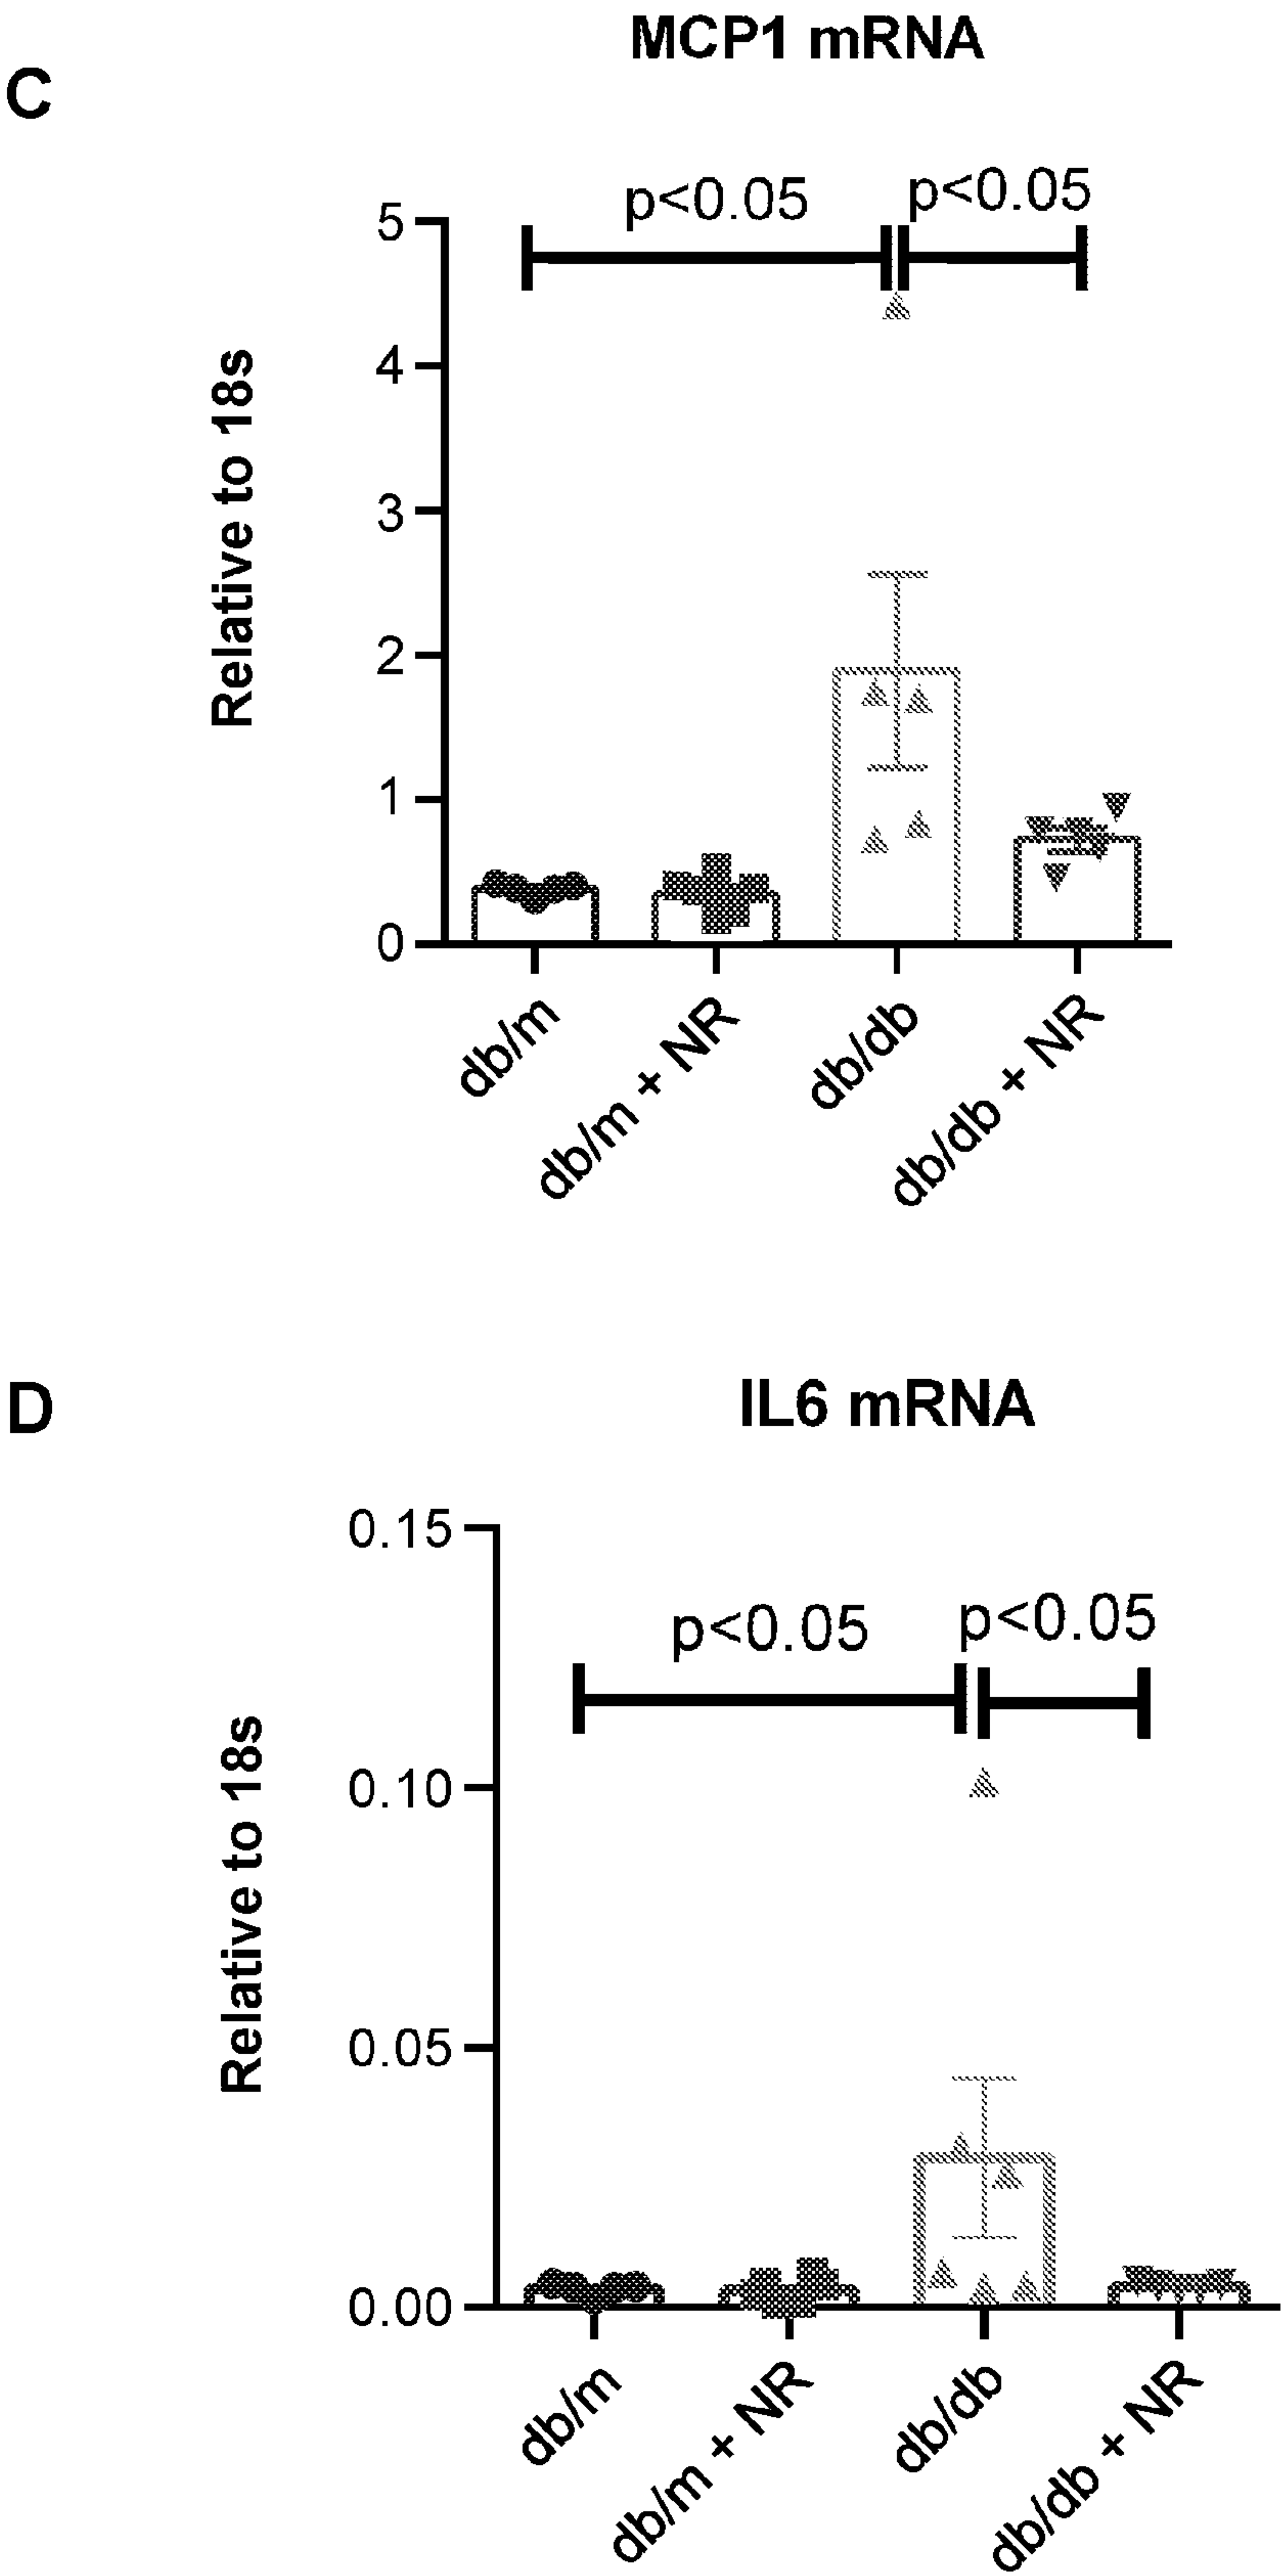 C
MCP1 mRNA
p<0.05
p<0.05
Relative to 18s
5
4
3
2
1
0
db/m
db/m + NR
db/db
db/db + NR
D
IL6 mRNA
p<0.05
p<0.05
Relative to 18s
0.15
0.10
0.05
0.00
db/m
db/m + NR
db/db
db/db + NR